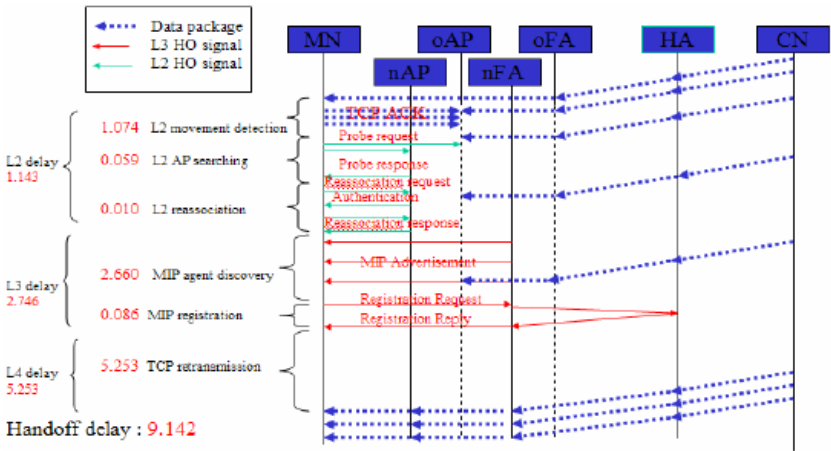 Data package
L3 HO signal
L2 HO signal
MN
oAP
oFA
HA
CN
nAP
nFA
TCP ACK
1.074 L2 movement detection
Probe request
L2 delay
1.143
0.059 L2 AP searching
Probe response
Reassociation request
Authentication
0.010 L2 reassociation
Reassociation response
MIP Advertisement
2.660 MIP agent discovery
L3 delay
2.746
Registration Request
0.086 MIP registration
Registration Reply
5.253 TCP retransmission
L4 delay
5.253
Handoff delay : 9.142